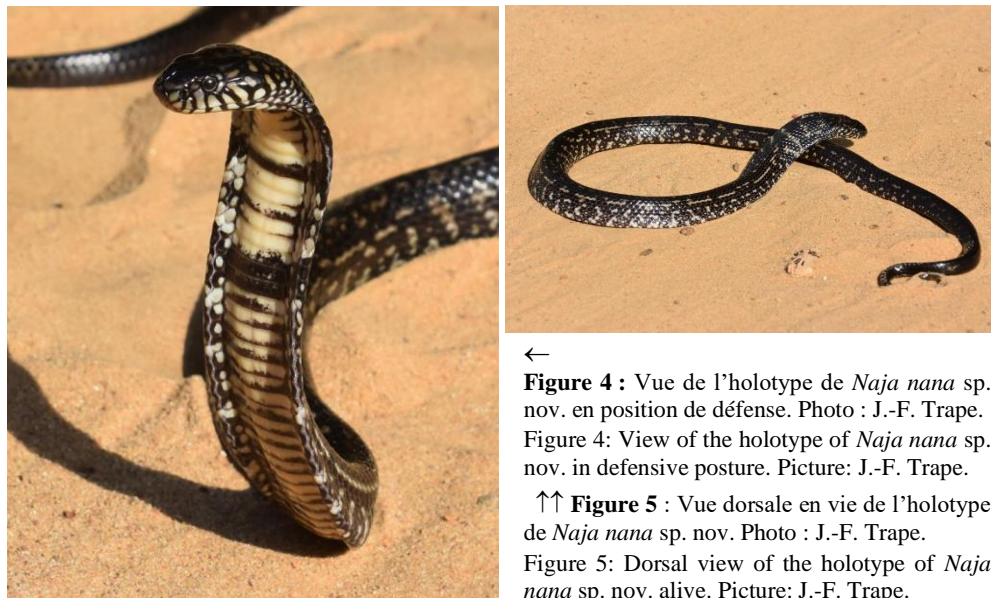 ←
Figure 4 : Vue de l’holotype de Naja nana sp.
nov. en position de défense. Photo : J.-F. Trape.
Figure 4: View of the holotype of Naja nana sp.
nov. in defensive posture. Picture: J.-F. Trape.
↑↑ Figure 5 : Vue dorsale en vie de l’holotype
de Naja nana sp. nov. Photo : J.-F. Trape.
Figure 5: Dorsal view of the holotype of Naja
nana sp. nov. alive. Picture: J.-F. Trape.